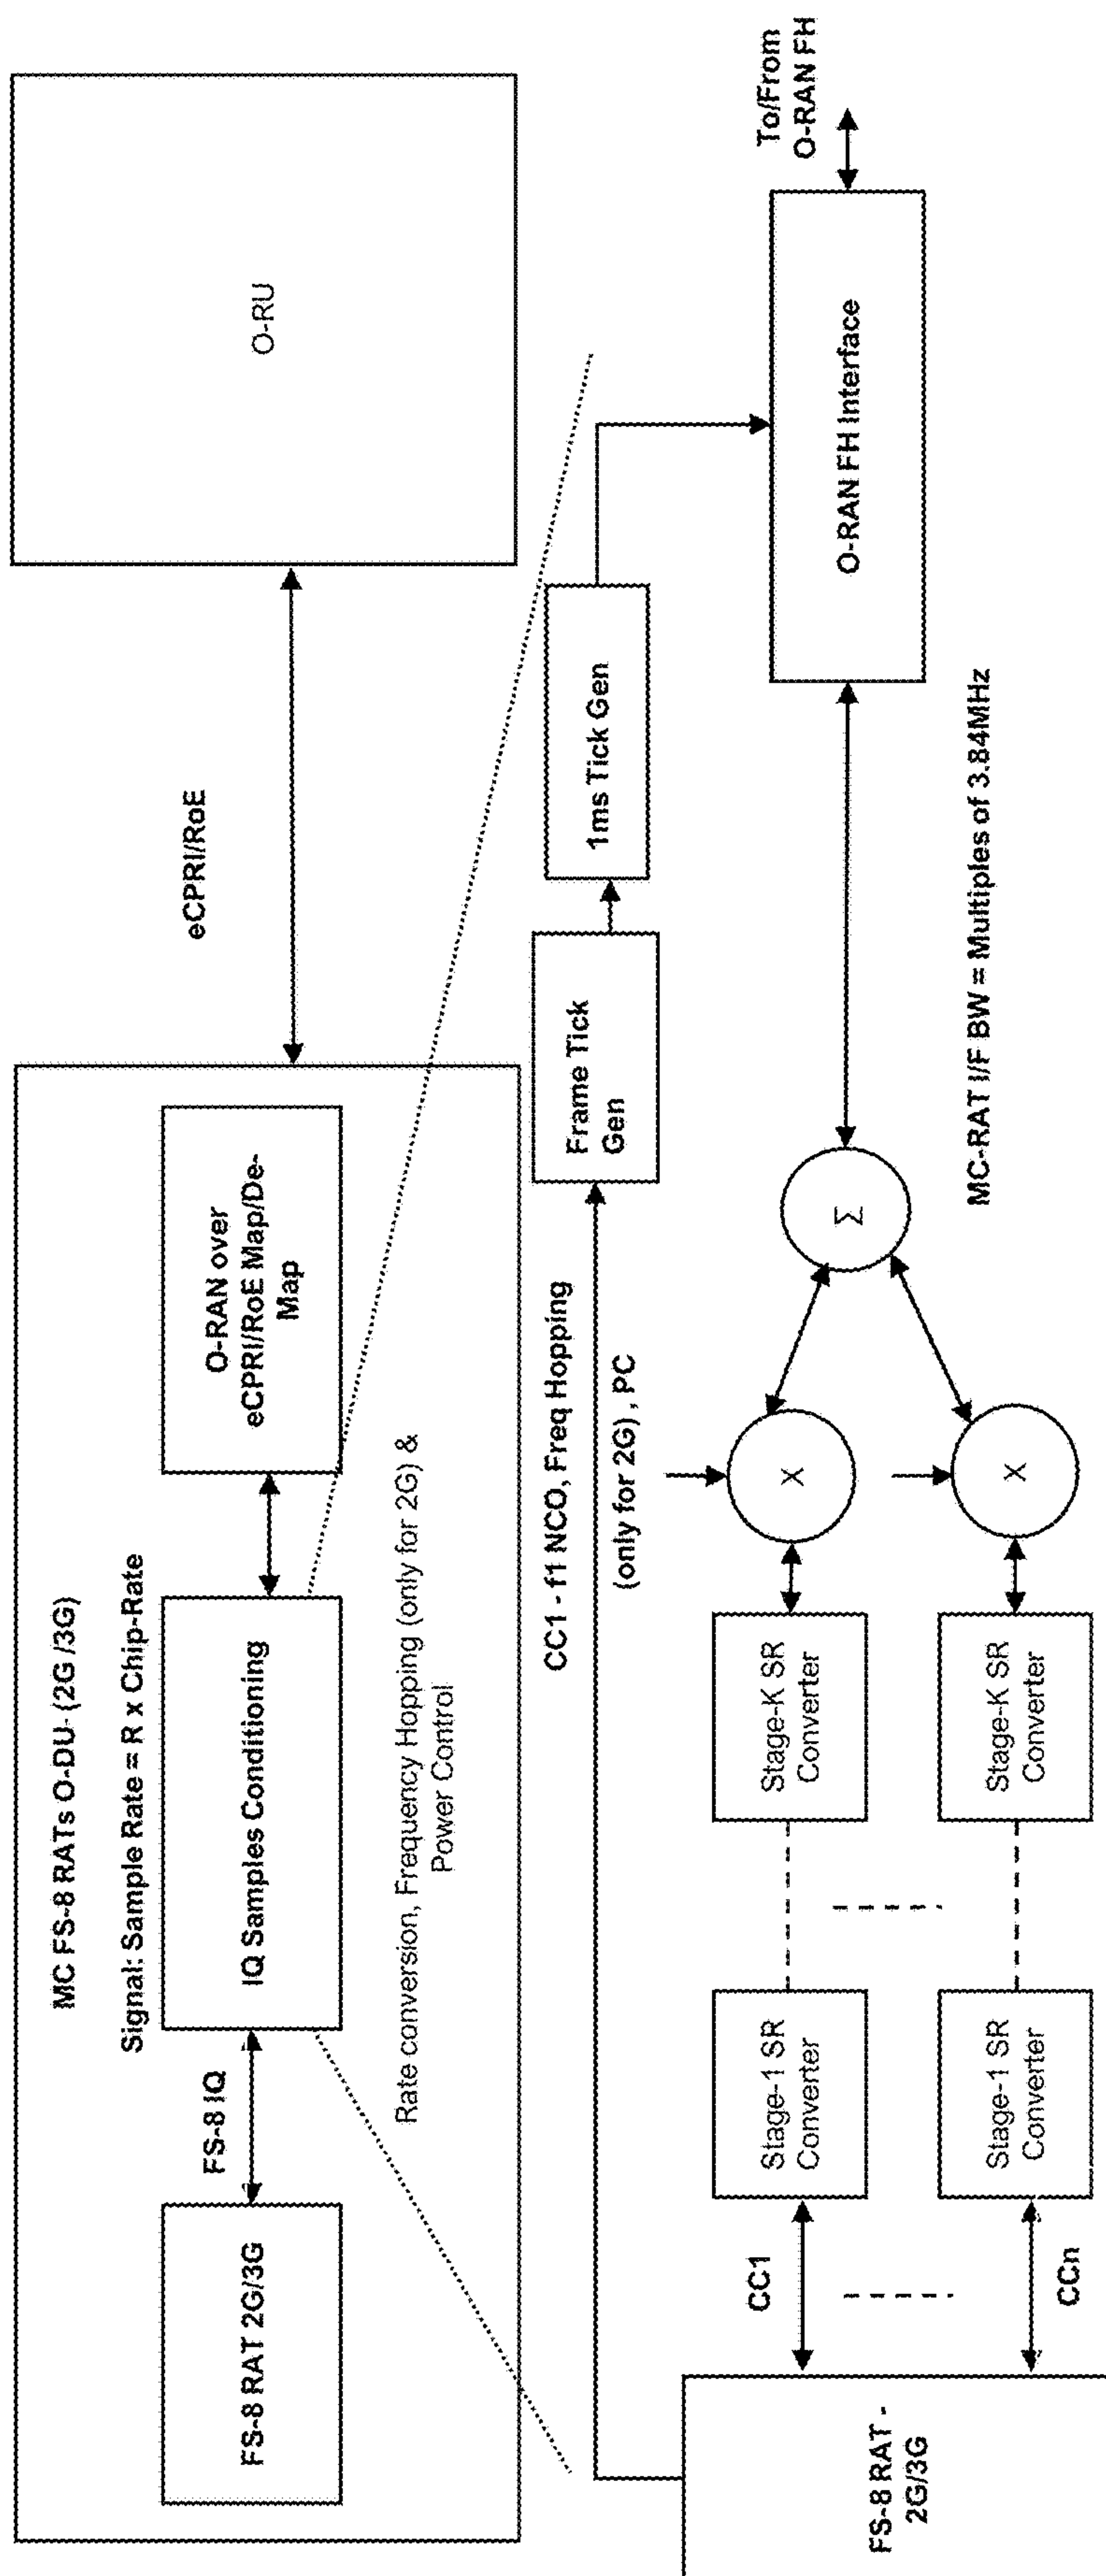 MC FS-8 RATs O-DU- (2G /3G)
Signal: Sample Rate = R x Chip-Rate
FS-8 RAT 2G/3G
FS-8 IQ
IQ Samples Conditioning
O-RAN over
eCPRI/RoE Map/De-
Map
Rate conversion, Frequency Hopping (only for 2G) &
Power Control
eCPRI/RoE
O-RU
Frame Tick
Gen
1ms Tick Gen
CC1 - f1 NCO, Freq Hopping
(only for 2G) , PC
FS-8 RAT -
2G/3G
CC1
CCn
Stage-1 SR
Converter
Stage-K SR
Converter
Stage-1 SR
Converter
Stage-K SR
Converter
X
X
Σ
O-RAN FH Interface
To/From
O-RAN FH
MC-RAT I/F BW = Multiples of 3.84MHz